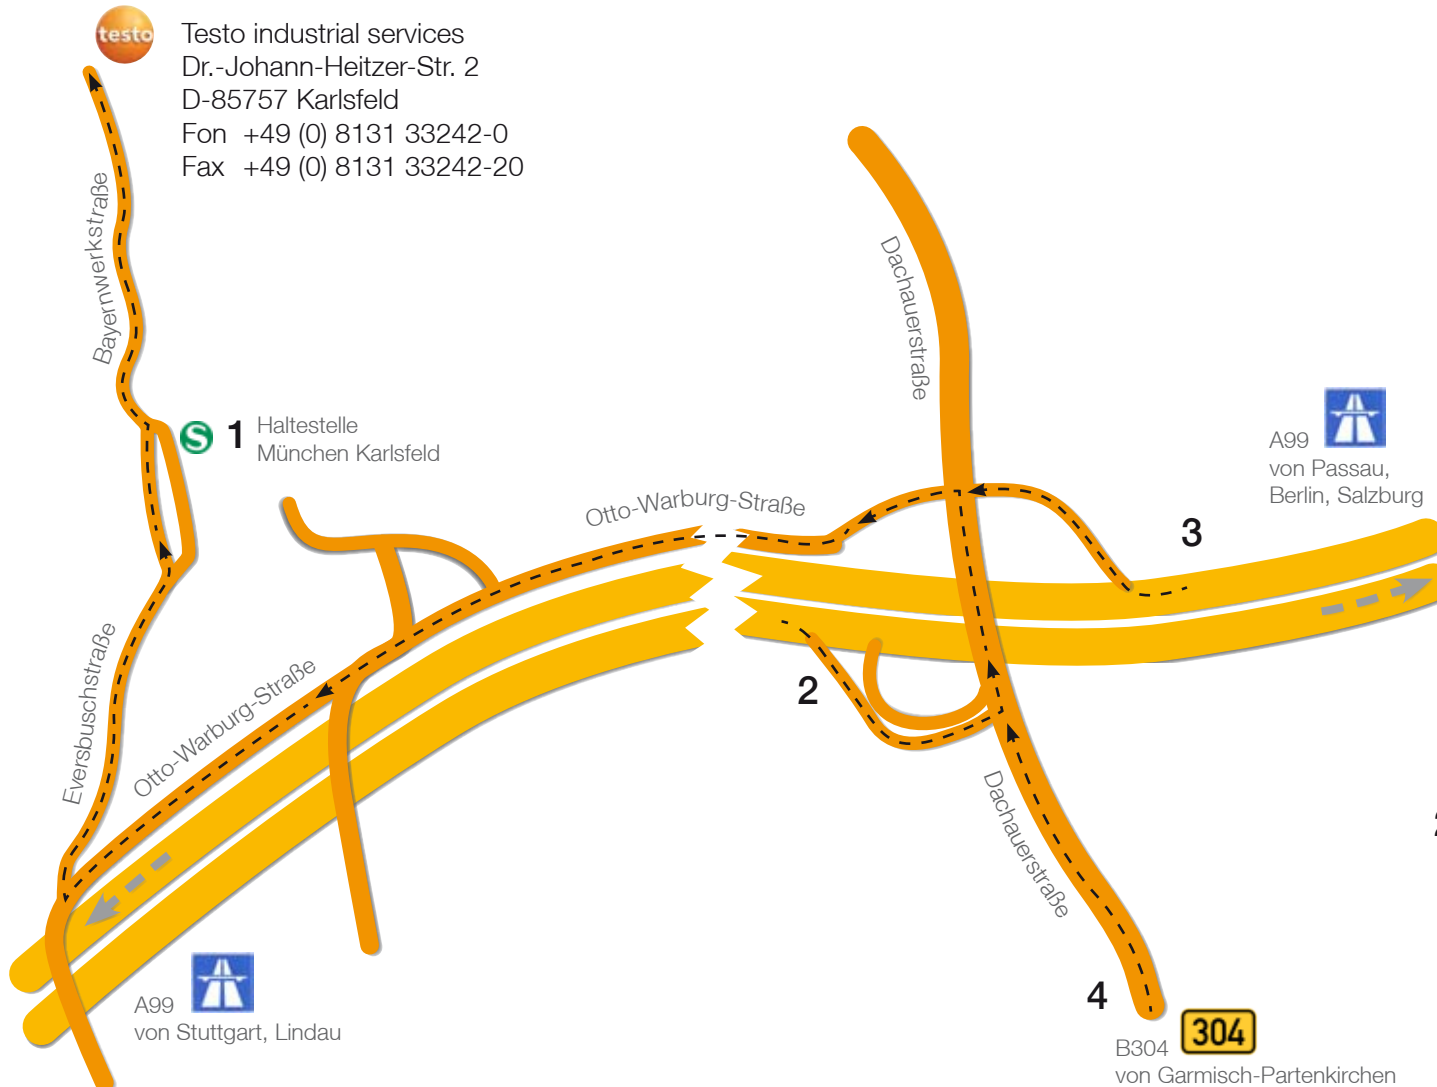 testo
Testo industrial services
Dr.-Johann-Heitzer-Str. 2
D-85757 Karlsfeld
Fon +49 (0) 8131 33242-0
Fax +49 (0) 8131 33242-20
Bayernwerkstraße
Dachauerstraße
S 1 Haltestelle
München Karlsfeld
A99
von Passau,
Berlin, Salzburg
Otto-Warburg-Straße
3
Eversbuschstraße
Otto-Warburg-Straße
2
Dachauerstraße
A99
von Stuttgart, Lindau
4
304
B304
von Garmisch-Partenkirchen